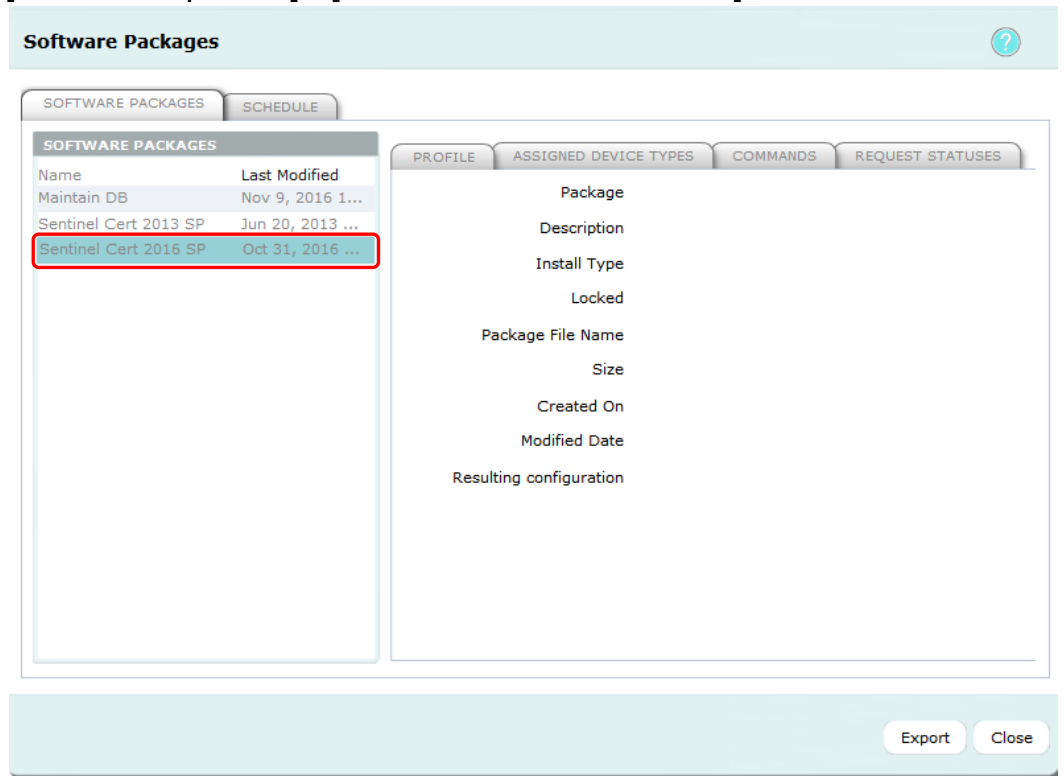 Software Packages
?
SOFTWARE PACKAGES SCHEDULE
SOFTWARE PACKAGES
Name Last Modified
Maintain DB Nov 9, 2016 1...
Sentinel Cert 2013 SP Jun 20, 2013 ...
Sentinel Cert 2016 SP Oct 31, 2016 ...
PROFILE ASSIGNED DEVICE TYPES COMMANDS REQUEST STATUSES
Package
Description
Install Type
Locked
Package File Name
Size
Created On
Modified Date
Resulting configuration
Export Close